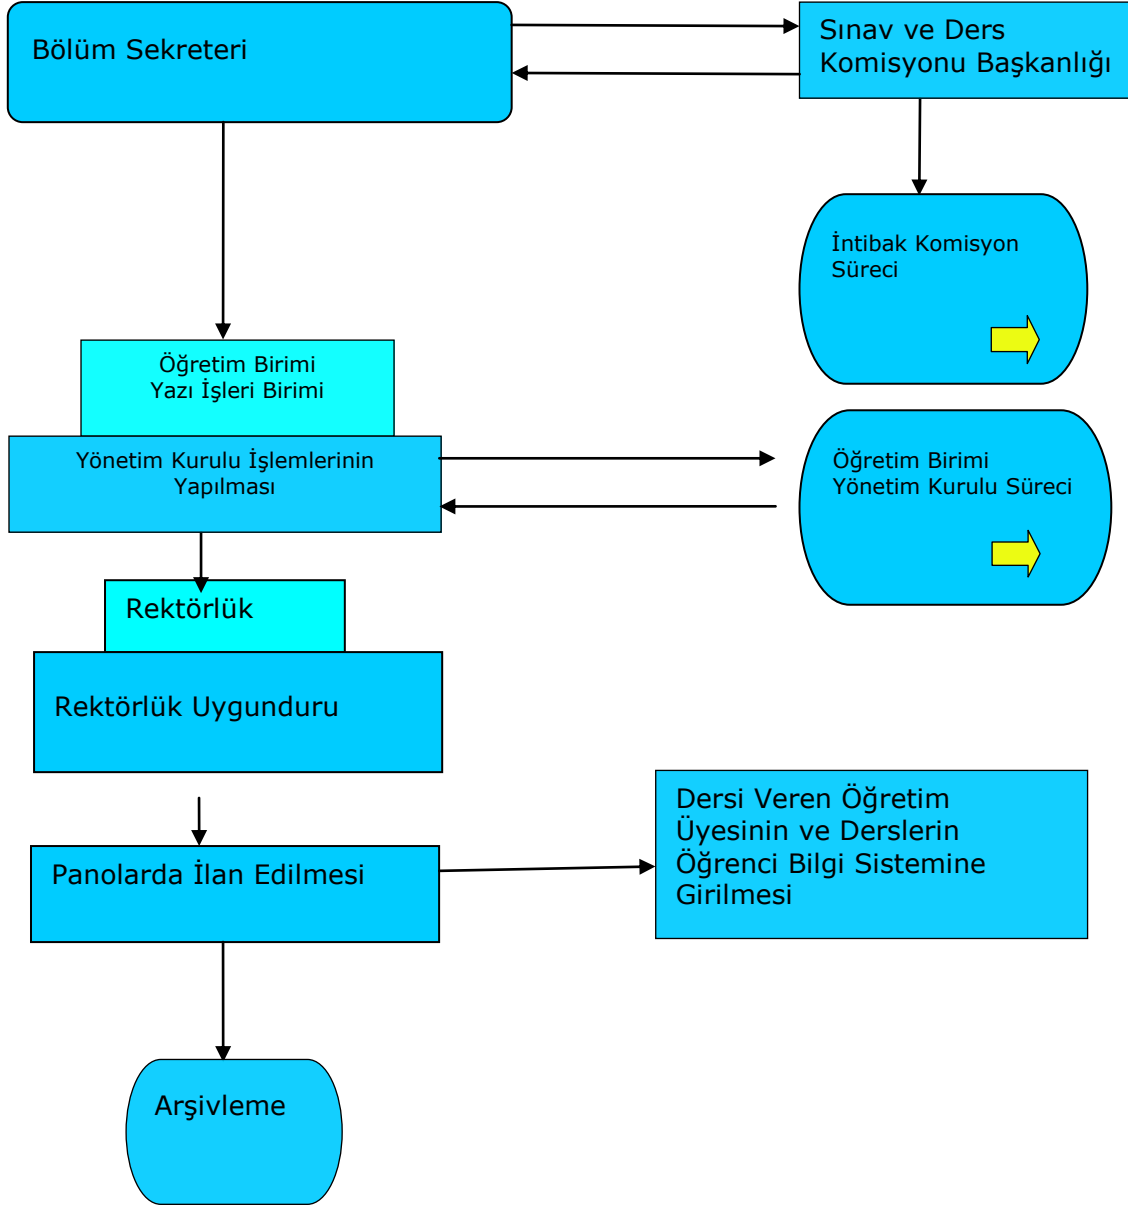 Bölüm Sekreteri
Sınav ve Ders
Komisyonu Başkanlığı
İntibak Komisyon
Süreci
Öğretim Birimi
Yazı İşleri Birimi
Yönetim Kurulu İşlemlerinin
Yapılması
Öğretim Birimi
Yönetim Kurulu Süreci
Rektörlük
Rektörlük Uygunduru
Dersi Veren Öğretim
Üyesinin ve Derslerin
Öğrenci Bilgi Sistemine
Girilmesi
Panolarda İlan Edilmesi
Arşivleme